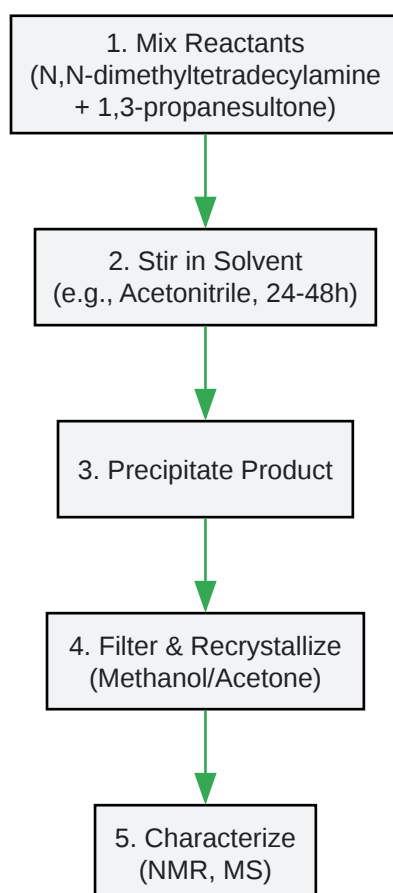 1. Mix Reactants
(N,N-dimethyltetradecylamine
+ 1,3-propanesultone)
2. Stir in Solvent
(e.g., Acetonitrile, 24-48h)
3. Precipitate Product
4. Filter & Recrystallize
(Methanol/Acetone)
5. Characterize
(NMR, MS)